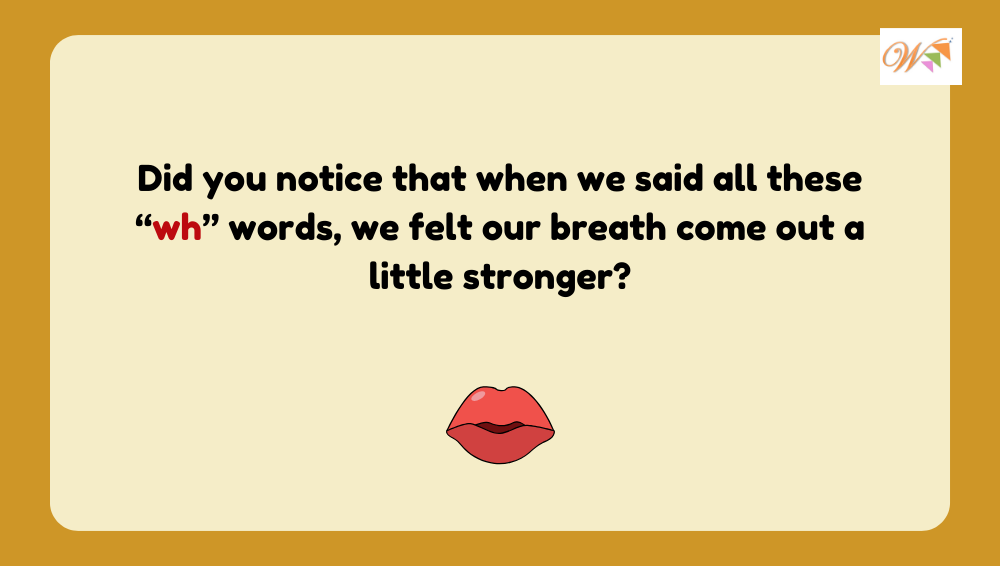 W
Did you notice that when we said all these
“wh” words, we felt our breath come out a
little stronger?